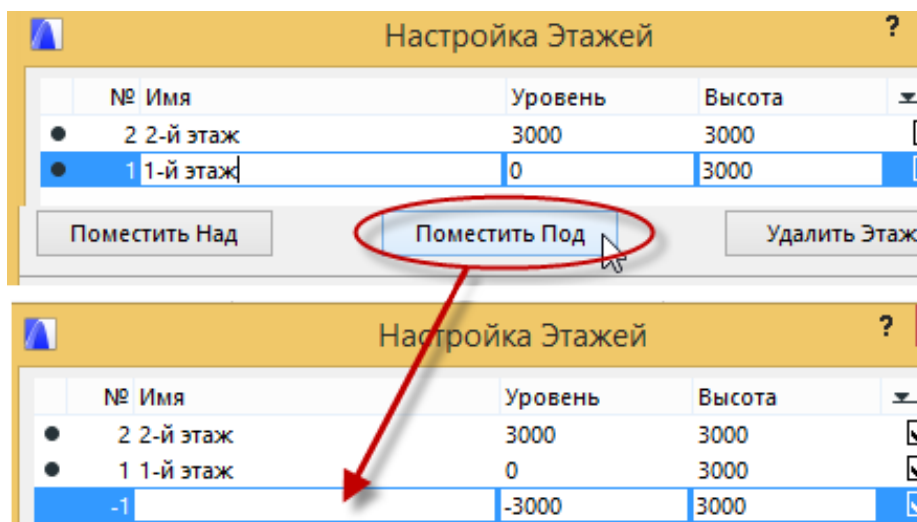 Настройка Этажей ?
№ Имя Уровень Высота
2 2-й этаж 3000 3000
1 1-й этаж 0 3000
Поместить Над Поместить Под Удалить Этаж
Настройка Этажей ?
№ Имя Уровень Высота
2 2-й этаж 3000 3000
1 1-й этаж 0 3000
-1 -3000 3000